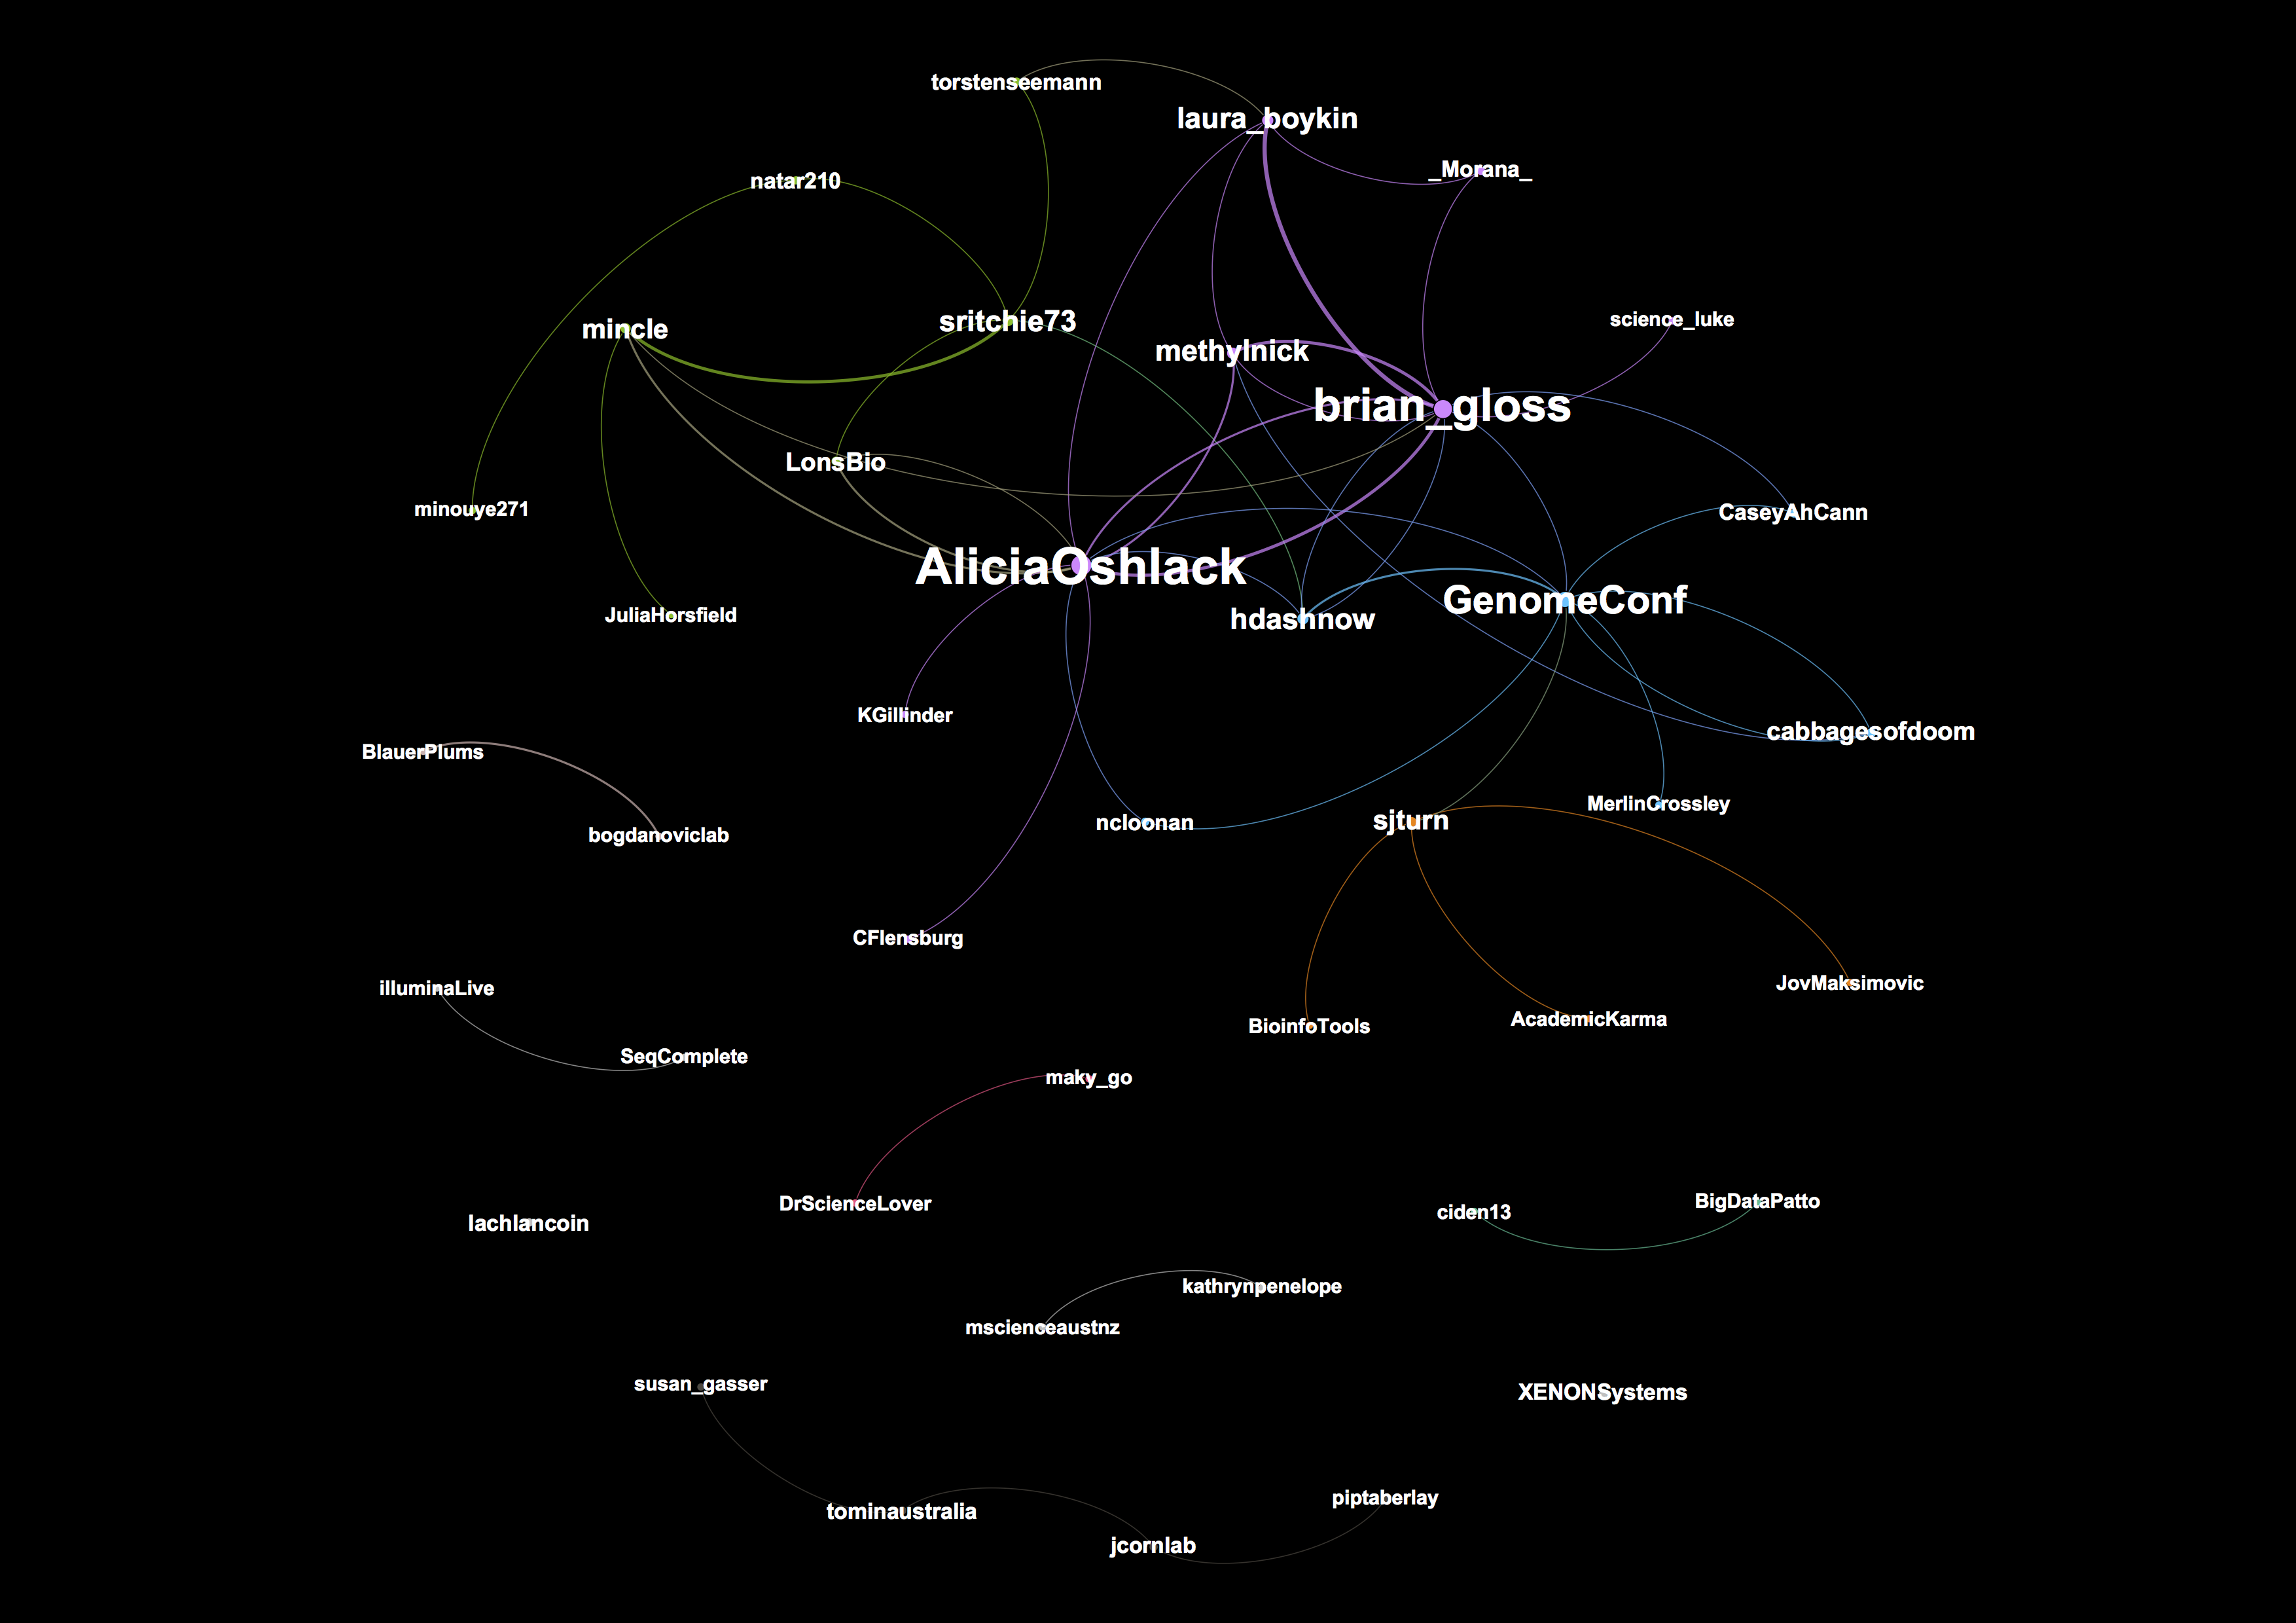 torstenseemann
laura_boykin
_Morana_
natar210
science_luke
sritchie73
mincle
methylnick
brian_gloss
LonsBio
minouye271
CaseyAhCann
AliciaOshlack
GenomeConf
JuliaHorsfield
hdashnow
KGillinder
cabbagesofdoom
BlauerPlums
MerlinCrossley
sjturn
ncloonan
bogdanoviclab
CFlensburg
JovMaksimovic
illuminaLive
AcademicKarma
BioinfoTools
SeqComplete
maky_go
BigDataPatto
DrScienceLover
ciden13
lachlancoin
kathrynpenelope
mscienceaustnz
susan_gasser
XENONSystems
piptaberlay
tominaustralia
jcornlab